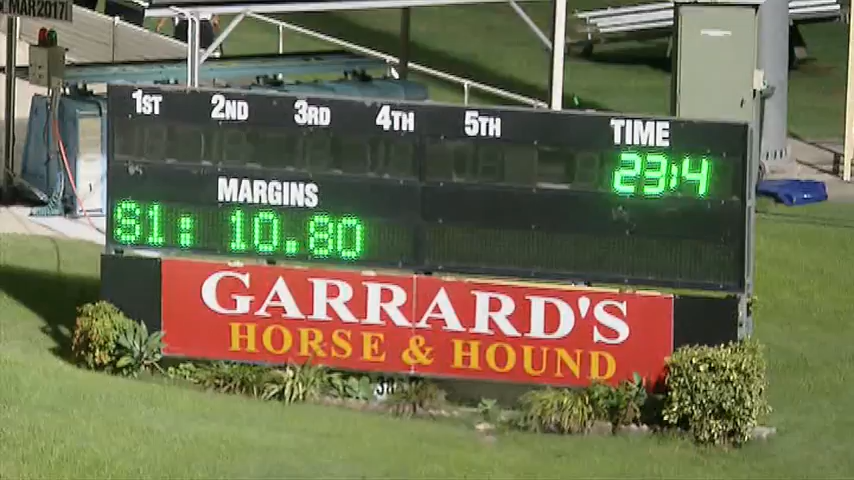 MAR2017
1ST 2ND 3RD 4TH 5TH TIME
23:4
MARGINS
S1: 10.80
GARRARD'S
HORSE & HOUND